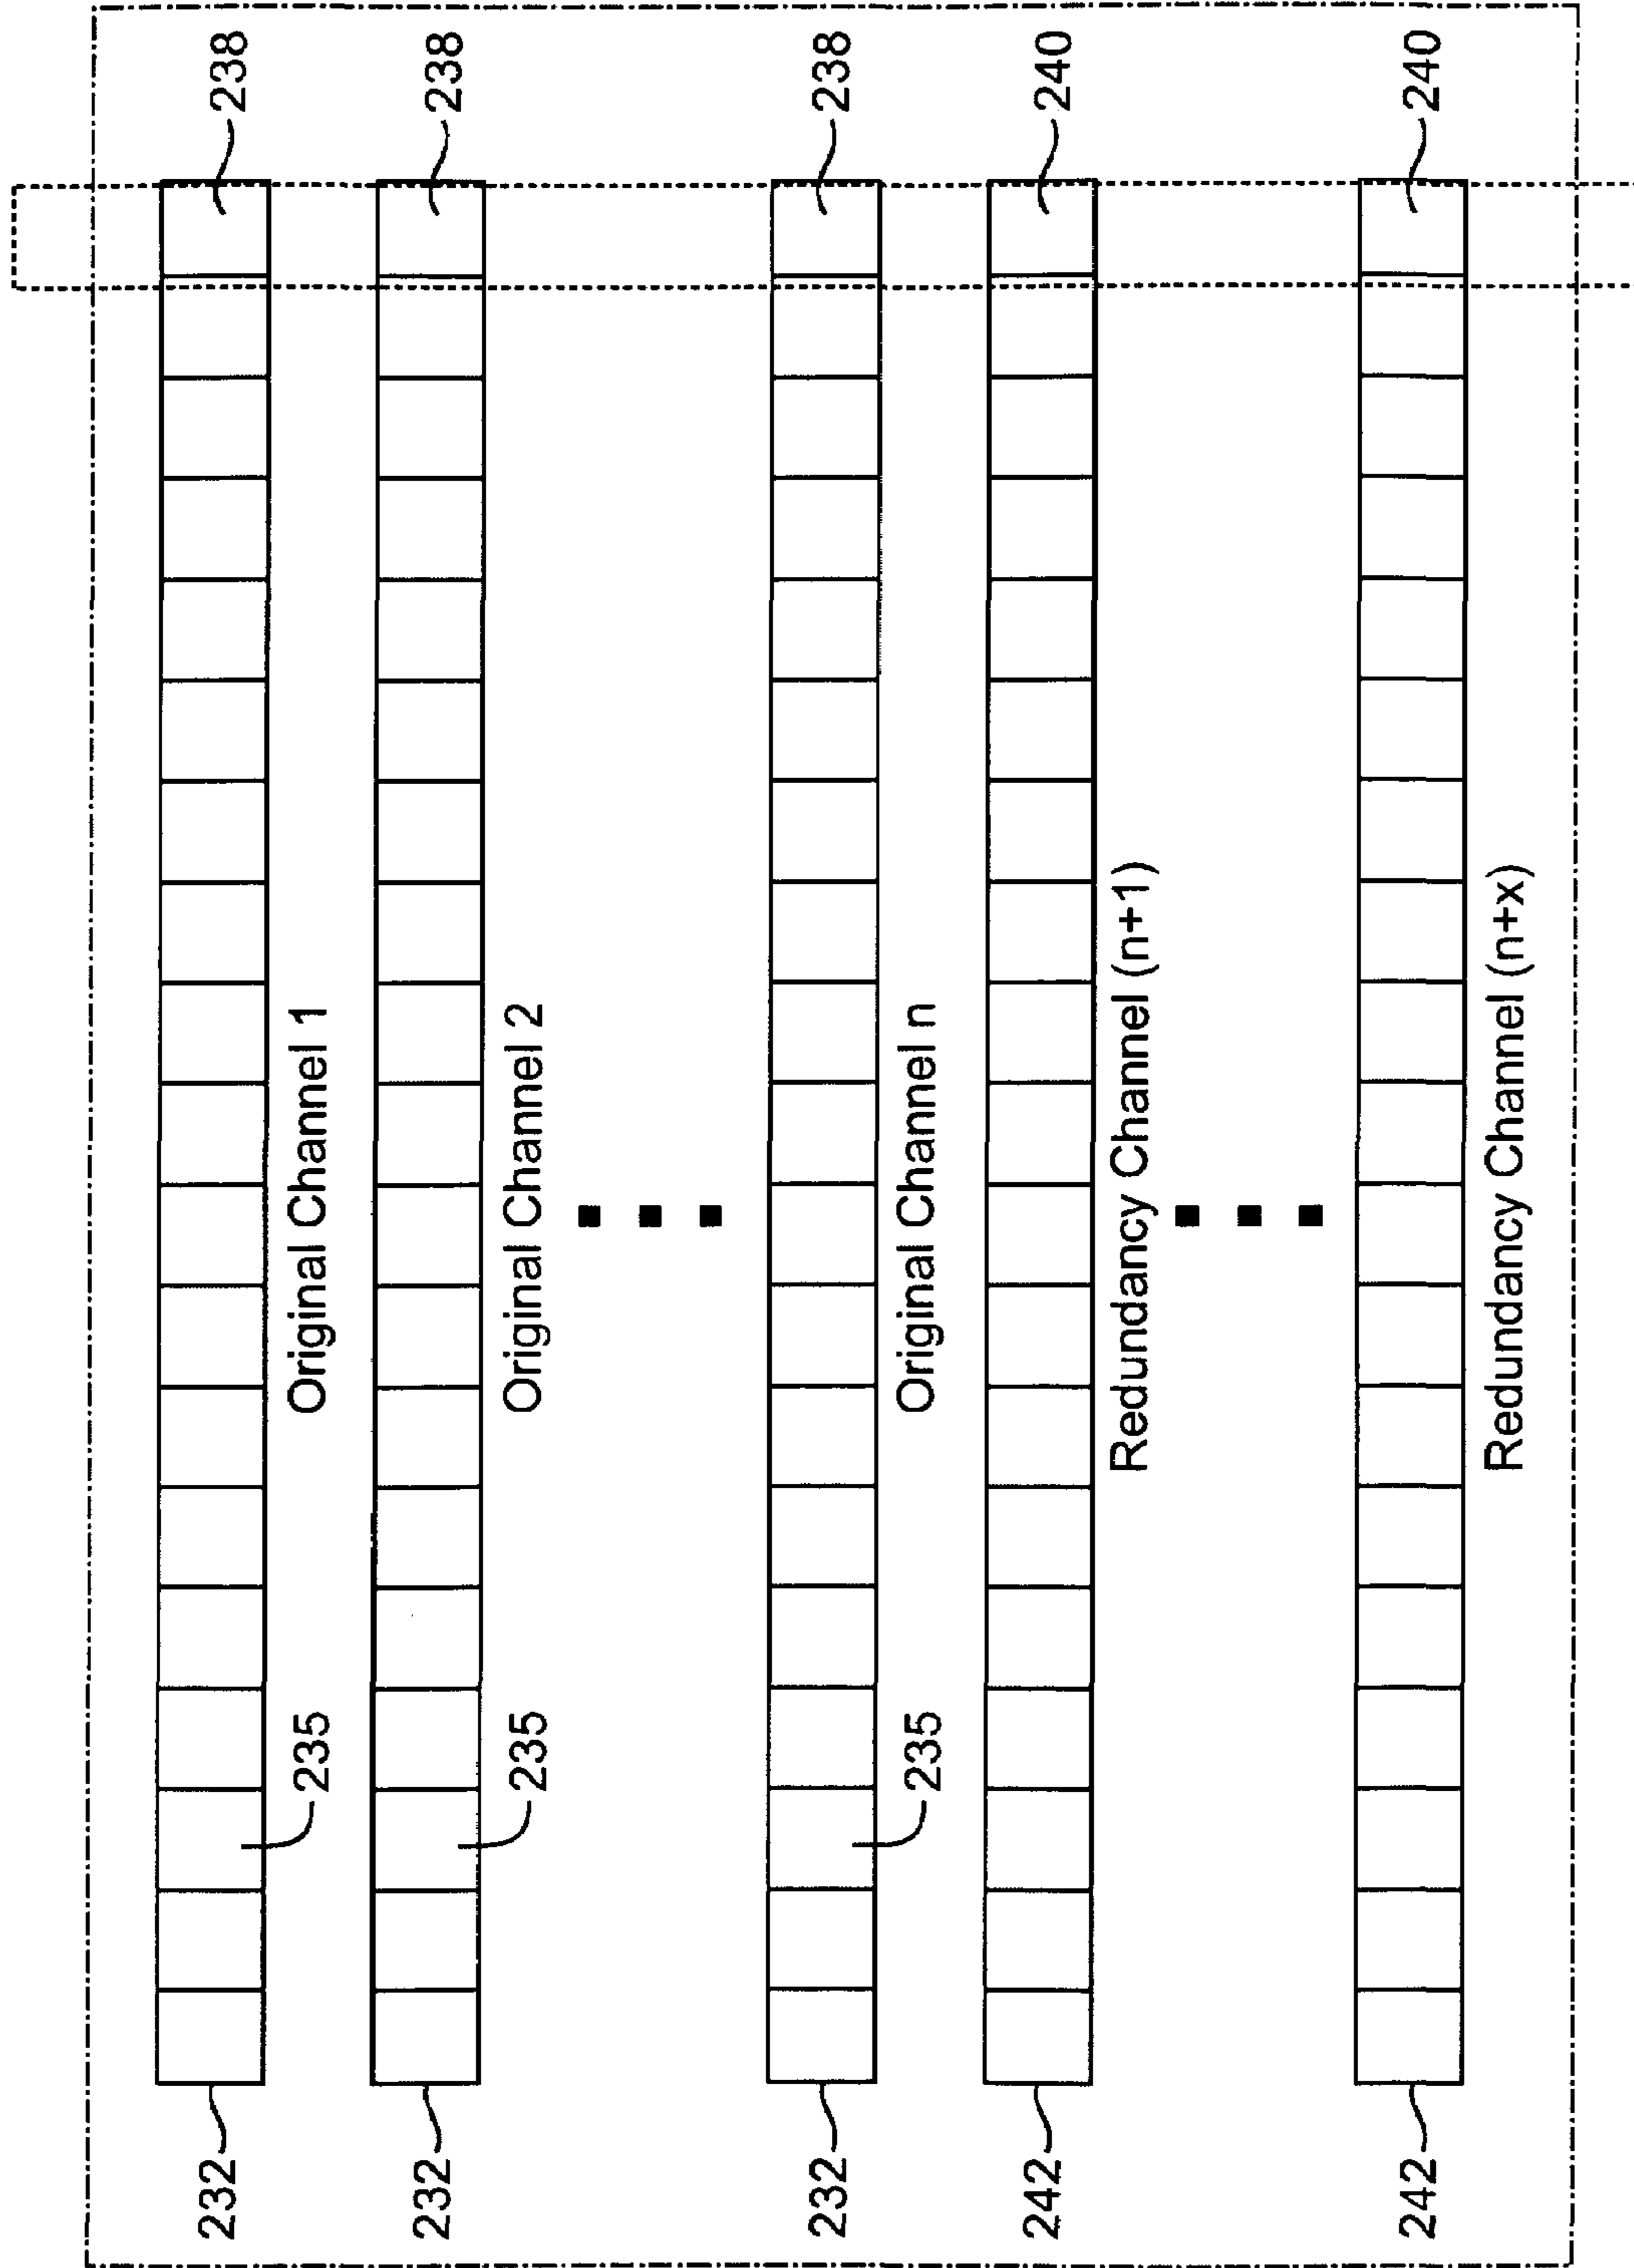 232
235
Original Channel 1
238
232
235
Original Channel 2
238
232
235
Original Channel n
238
242
Redundancy Channel (n+1)
240
242
Redundancy Channel (n+x)
240